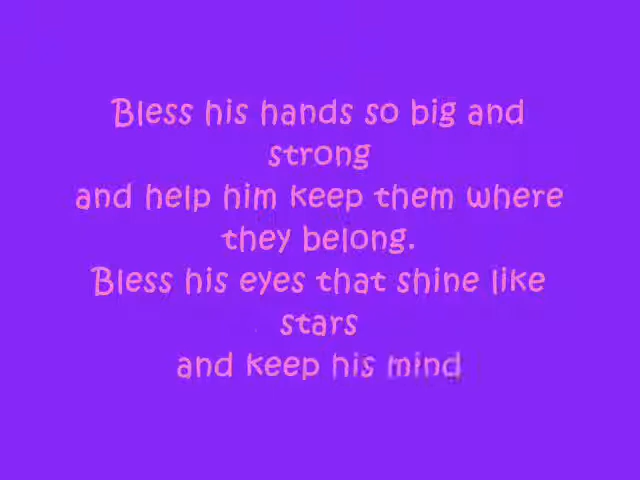 Bless his hands so big and
strong
and help him keep them where
they belong.
Bless his eyes that shine like
stars
and keep his mind